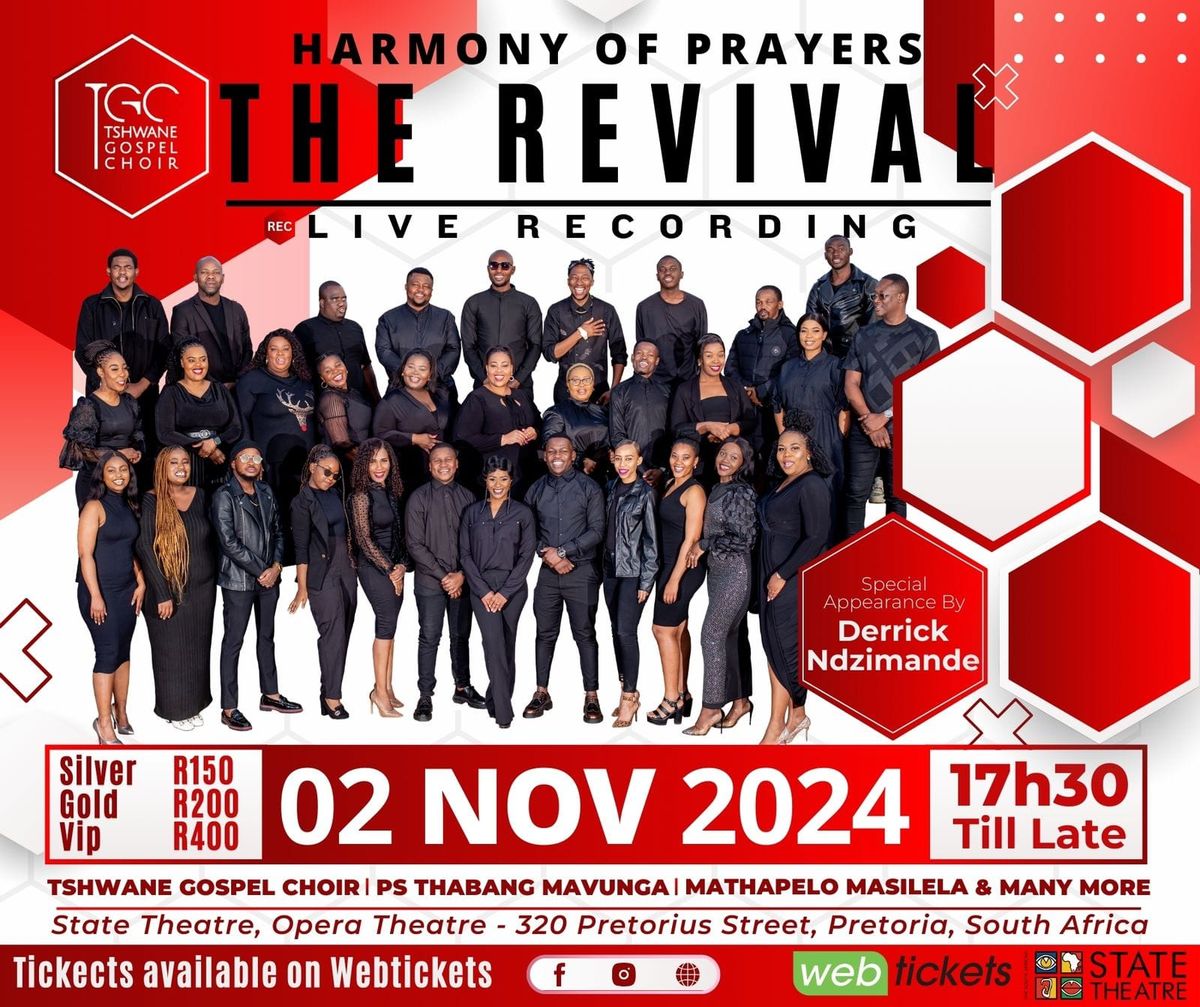 HARMONY OF PRAYERS
THE REVIVAL
REC LIVE RECORDING
TGC
TSHWANE
GOSPEL
CHOIR
Special
Appearance By
Derrick
Ndzimande
Silver R150
Gold R200
Vip R400
02 NOV 2024
17h30
Till Late
TSHWANE GOSPEL CHOIR | PS THABANG MAVUNGA | MATHAPELO MASILELA & MANY MORE
State Theatre, Opera Theatre - 320 Pretorius Street, Pretoria, South Africa
Tickects available on Webtickets
web tickets
STATE
THEATRE